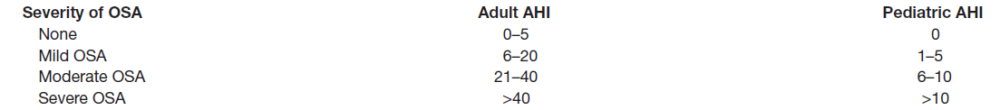 Severity of OSA Adult AHI Pediatric AHI
None 0–5 0
Mild OSA 6–20 1–5
Moderate OSA 21–40 6–10
Severe OSA >40 >10